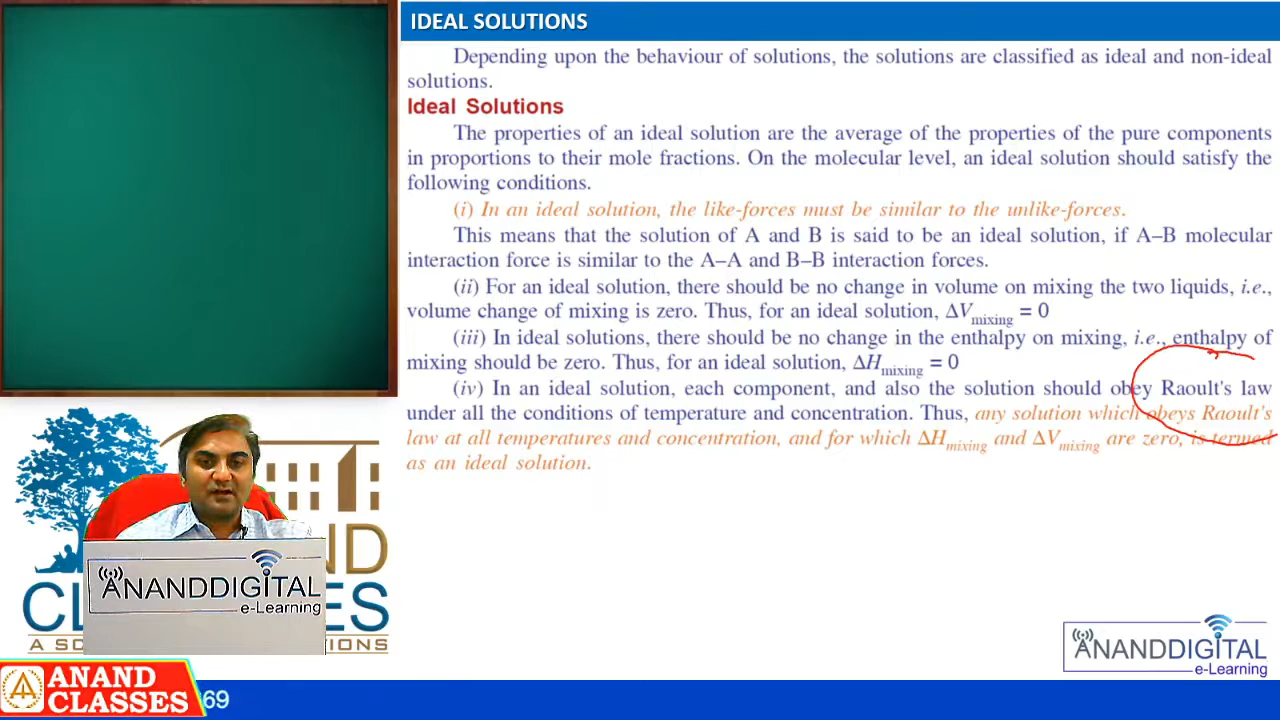 IDEAL SOLUTIONS
Depending upon the behaviour of solutions, the solutions are classified as ideal and non-ideal
solutions.
Ideal Solutions
The properties of an ideal solution are the average of the properties of the pure components
in proportions to their mole fractions. On the molecular level, an ideal solution should satisfy the
following conditions.
(i) In an ideal solution, the like-forces must be similar to the unlike-forces.
This means that the solution of A and B is said to be an ideal solution, if A–B molecular
interaction force is similar to the A–A and B–B interaction forces.
(ii) For an ideal solution, there should be no change in volume on mixing the two liquids, i.e.,
volume change of mixing is zero. Thus, for an ideal solution, ΔVmixing = 0
(iii) In ideal solutions, there should be no change in the enthalpy on mixing, i.e., enthalpy of
mixing should be zero. Thus, for an ideal solution, ΔHmixing = 0
(iv) In an ideal solution, each component, and also the solution should obey Raoult's law
under all the conditions of temperature and concentration. Thus, any solution which obeys Raoult's
law at all temperatures and concentration, and for which ΔHmixing and ΔVmixing are zero, is termed
as an ideal solution.
ANANDDIGITAL
e-Learning
ANANDDIGITAL
e-Learning
ANAND
CLASSES
69